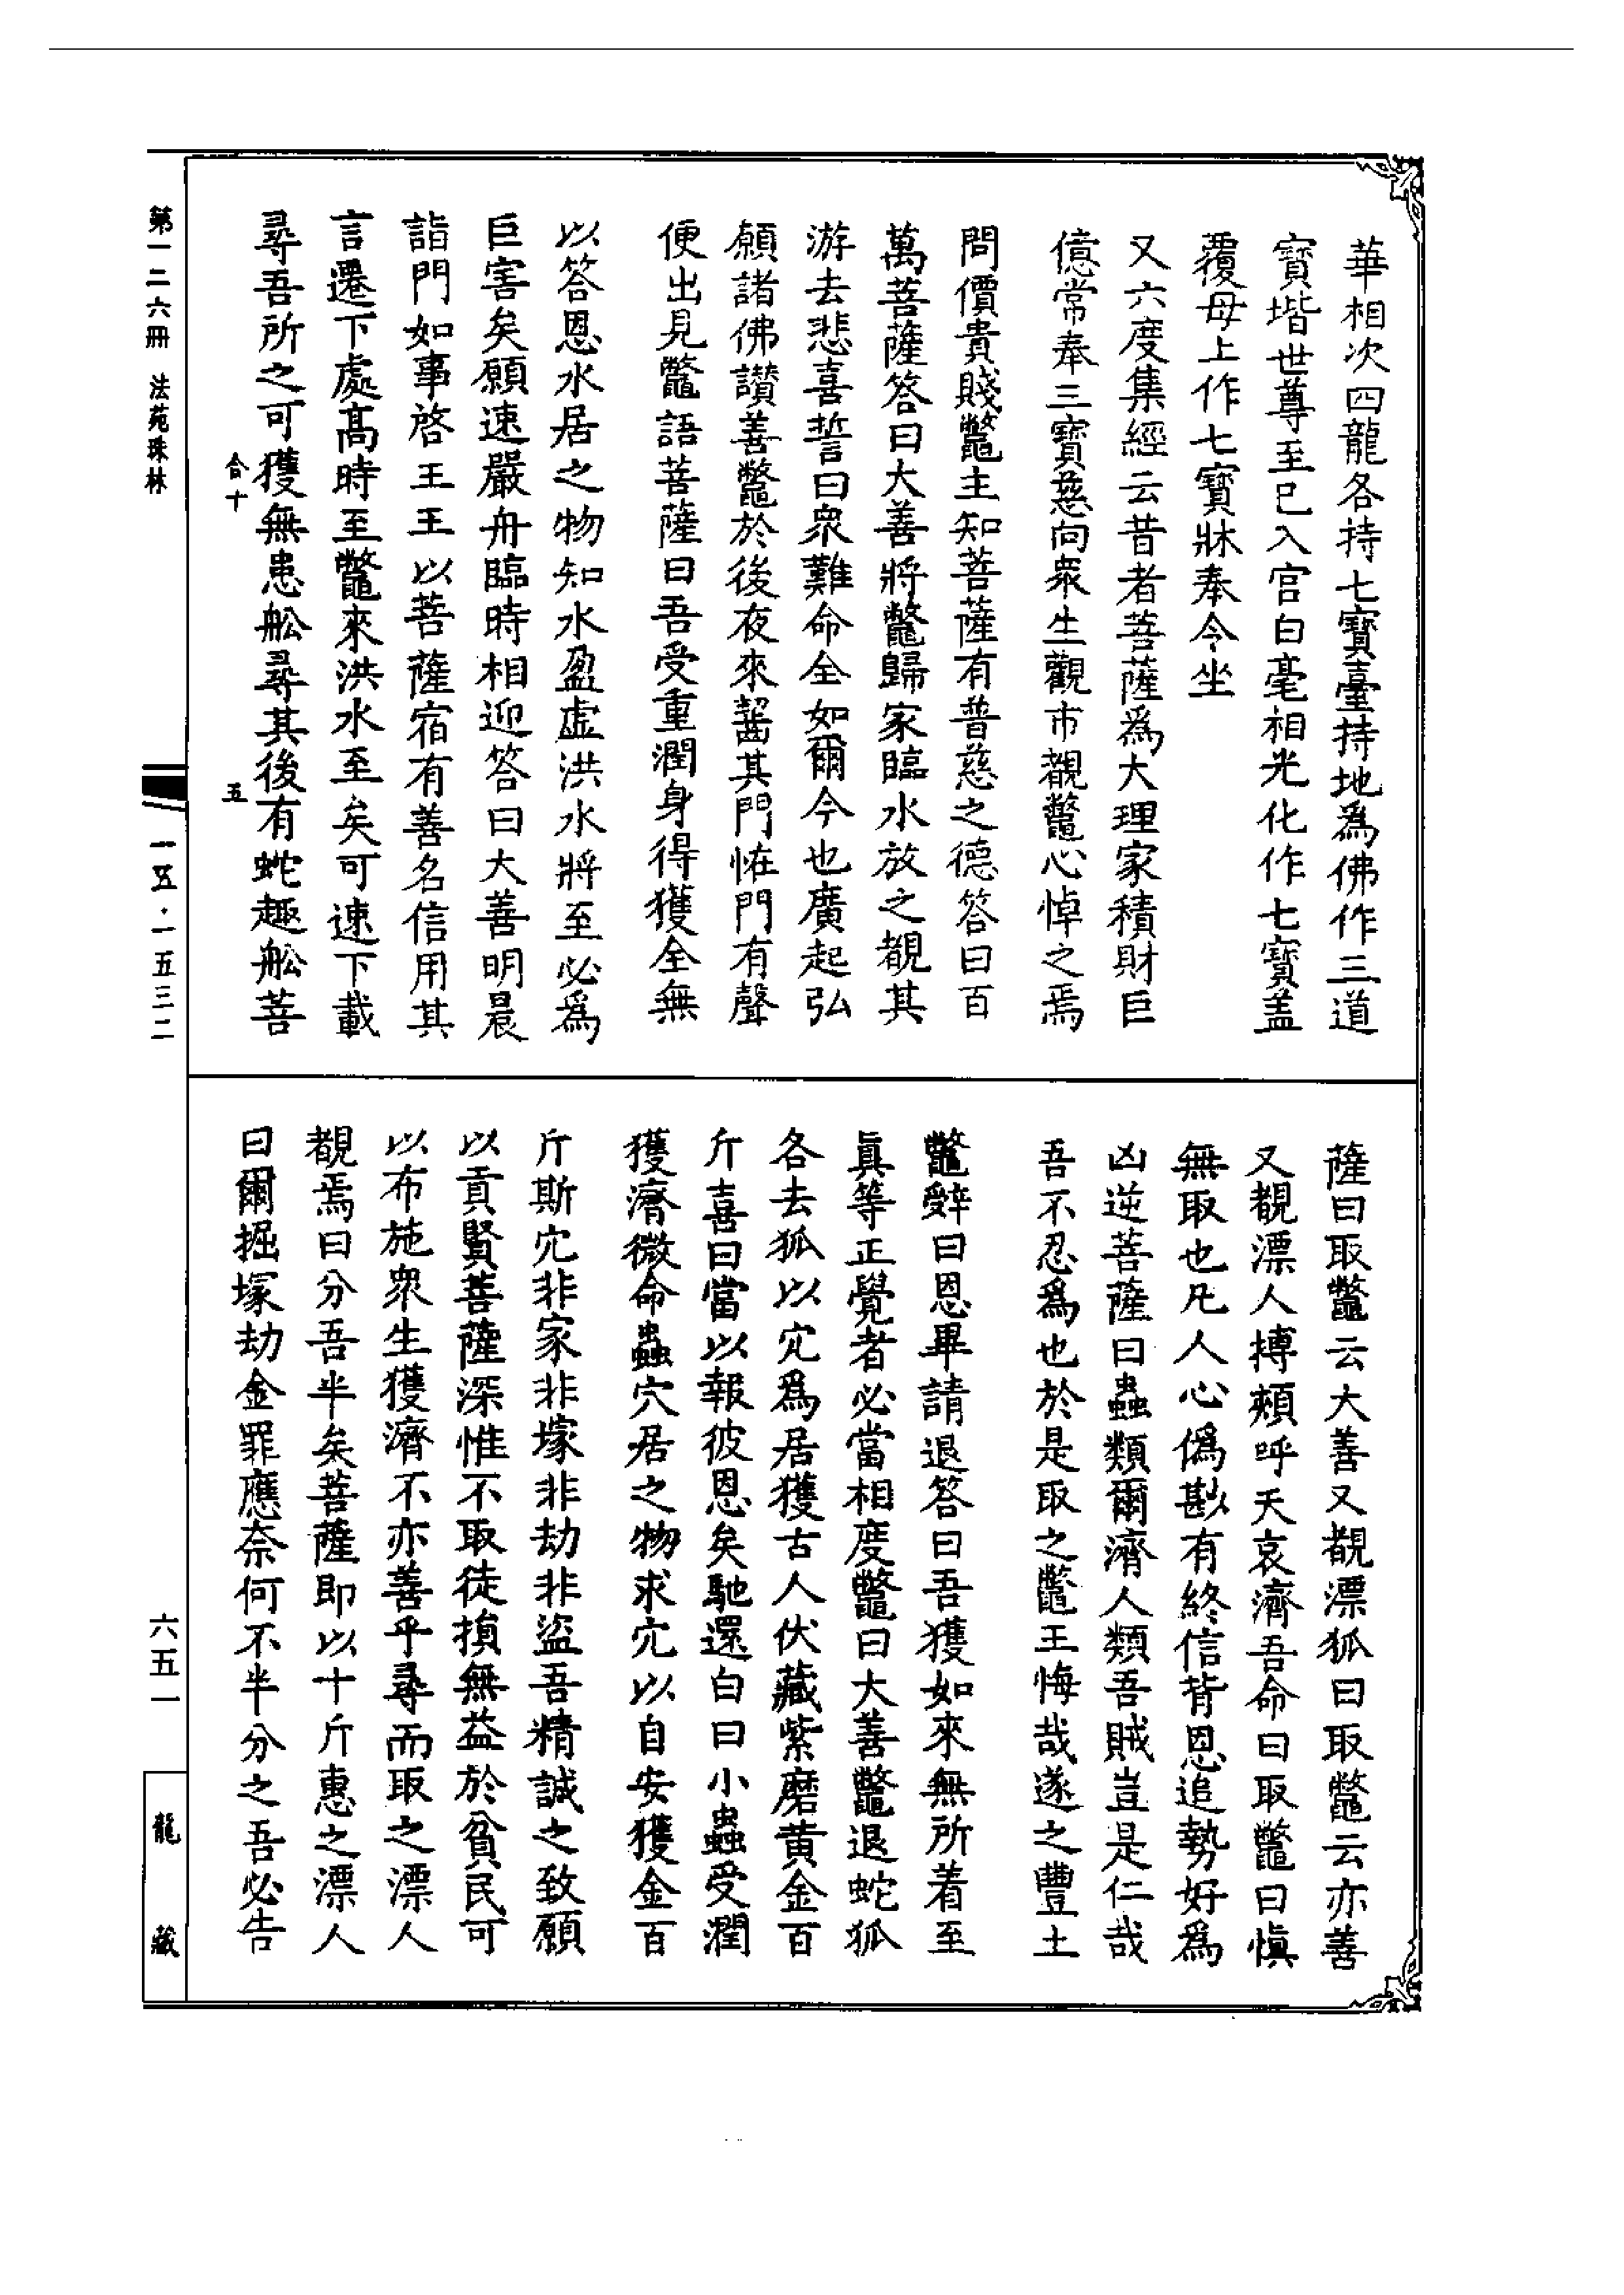 華相次四龍各持七寶臺持地爲佛作三道
寶堦世尊至已入宫白毫相光化作七寶盖
覆母上作七寶牀奉令坐
又六度集經云昔者菩薩爲大理家積財巨
億常奉三寶慈向衆生觀市覩鼈心悼之焉
問價貴賤鼈主知菩薩有普慈之德答曰百
萬菩薩答曰大善將鼈歸家臨水放之覩其
游去悲喜誓曰衆難命全如爾今也廣起弘
願諸佛讃善鼈於後夜來齧其門恠門有聲
便出見鼈語菩薩曰吾受重潤身得獲全無
以答恩水居之物知水盈虚洪水將至必爲
巨害矣願速嚴舟臨時相迎答曰大善明晨
詣門如事啓王王以菩薩宿有善名信用其
言遷下處髙時至鼈來洪水至矣可速下載
尋吾所之可獲無患舩尋其後有蛇趣舩菩
合十
五
薩曰取鼈云大善又覩漂狐曰取鼈云亦善
又覩漂人搏頰呼天哀濟吾命曰取鼈曰愼
無取也凡人心僞尠有終信背恩追勢好爲
凶逆菩薩曰蟲類爾濟人類吾賊豈是仁哉
吾不忍爲也於是取之鼈王悔哉遂之豐土
鼈辭曰恩畢請退答曰吾獲如來無所着至
眞等正覺者必當相度鼈曰大善鼈退蛇狐
各去狐以穴爲居獲古人伏藏紫磨黄金百
斤喜曰當以報彼恩矣馳還白曰小蟲受潤
獲濟微命蟲穴居之物求穴以自安獲金百
斤斯穴非家非塚非劫非盜吾精誠之致願
以貢賢菩薩深惟不取徒損無益於貧民可
以布施衆生獲濟不亦善乎尋而取之漂人
覩焉曰分吾半矣菩薩即以十斤惠之漂人
曰爾掘塚劫金罪應奈何不半分之吾必告
第一二六冊 法苑珠林
一五·一五三二
六五一
龍藏